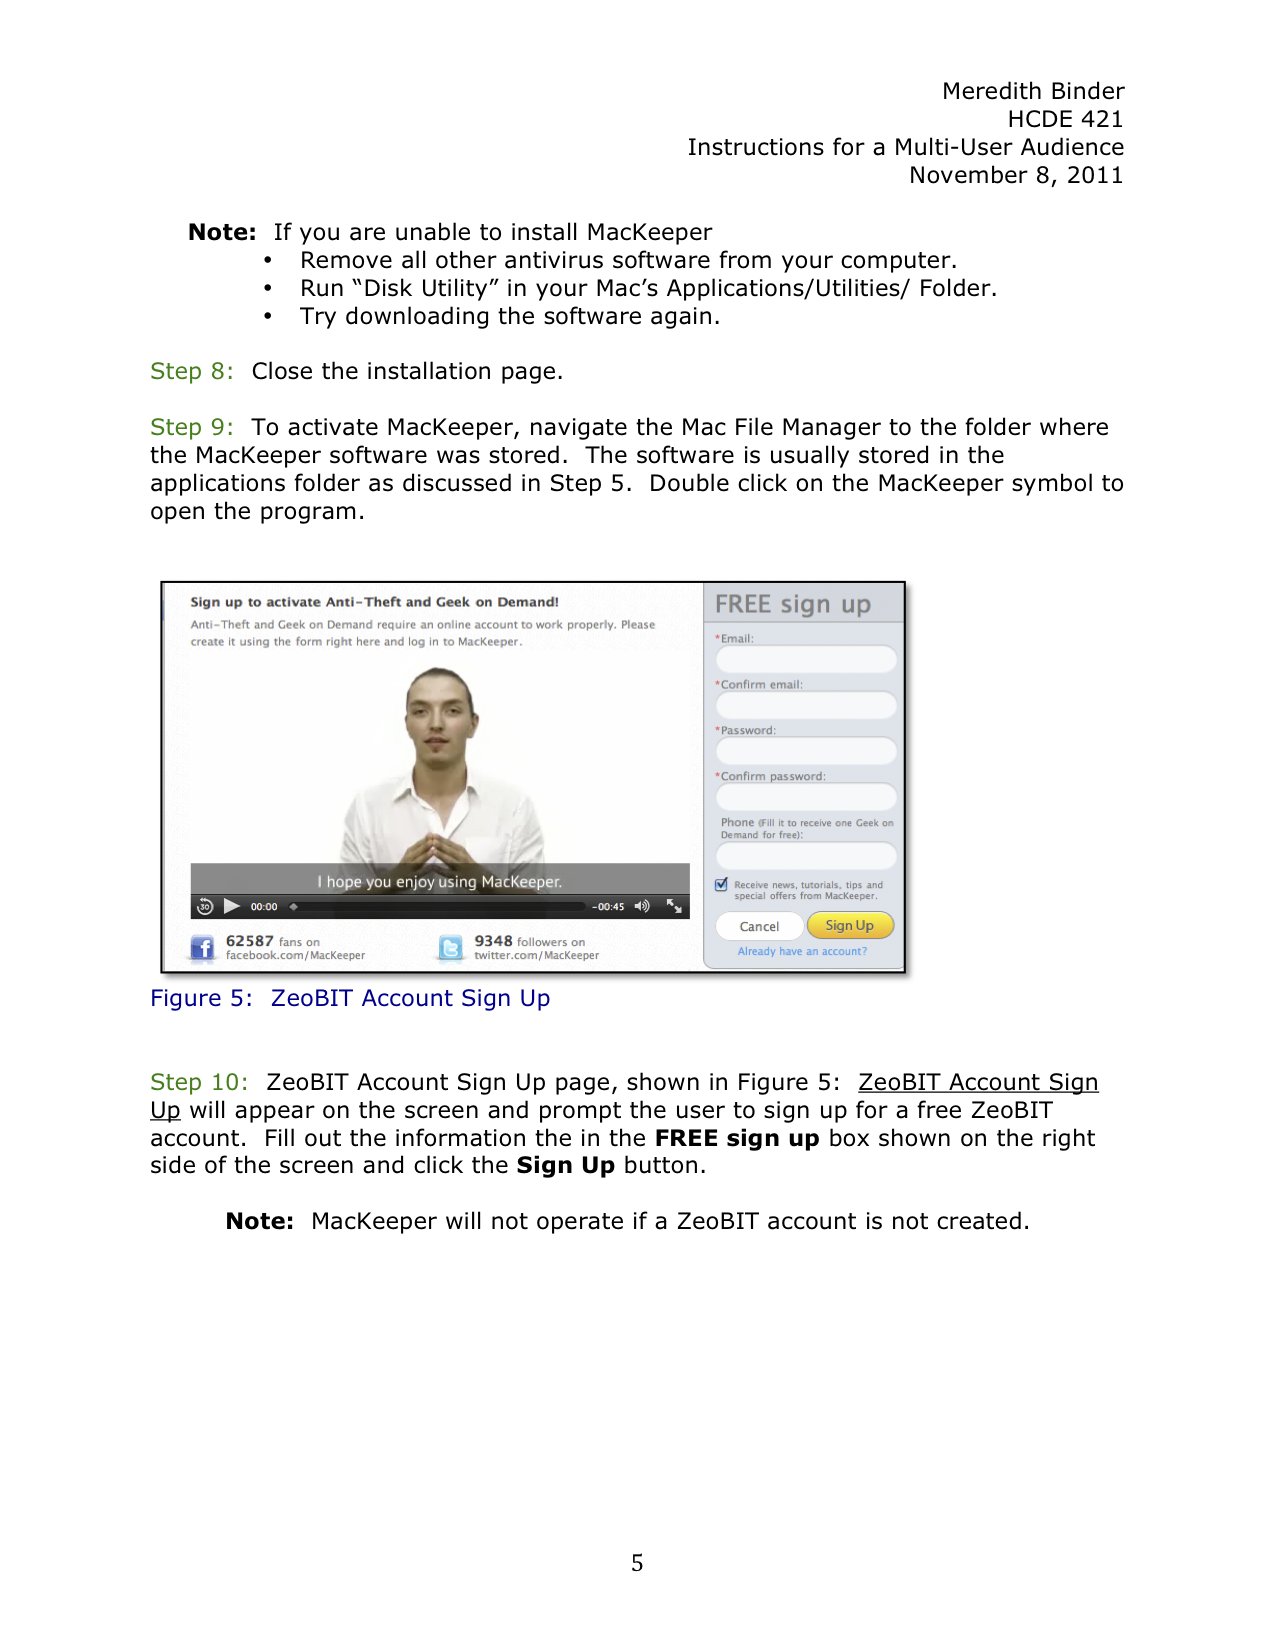 Meredith Binder
HCDE 421
Instructions for a Multi-User Audience
November 8, 2011
Note:  If you are unable to install MacKeeper
•   Remove all other antivirus software from your computer.
•   Run “Disk Utility” in your Mac’s Applications/Utilities/ Folder.
•   Try downloading the software again.
Step 8:  Close the installation page.
Step 9:  To activate MacKeeper, navigate the Mac File Manager to the folder where
the MacKeeper software was stored.  The software is usually stored in the
applications folder as discussed in Step 5.  Double click on the MacKeeper symbol to
open the program.
Sign up to activate Anti-Theft and Geek on Demand!
Anti-Theft and Geek on Demand require an online account to work properly. Please
create it using the form right here and log in to MacKeeper.
I hope you enjoy using MacKeeper.
30
00:00
-00:45
62587 fans on
facebook.com/MacKeeper
9348 followers on
twitter.com/MacKeeper
FREE sign up
*Email:
*Confirm email:
*Password:
*Confirm password:
Phone (Fill it to receive one Geek on
Demand for free):
Receive news, tutorials, tips and
special offers from MacKeeper.
Cancel
Sign Up
Already have an account?
Figure 5:  ZeoBIT Account Sign Up
Step 10:  ZeoBIT Account Sign Up page, shown in Figure 5:  ZeoBIT Account Sign
Up will appear on the screen and prompt the user to sign up for a free ZeoBIT
account.  Fill out the information the in the FREE sign up box shown on the right
side of the screen and click the Sign Up button.
Note:  MacKeeper will not operate if a ZeoBIT account is not created.
5